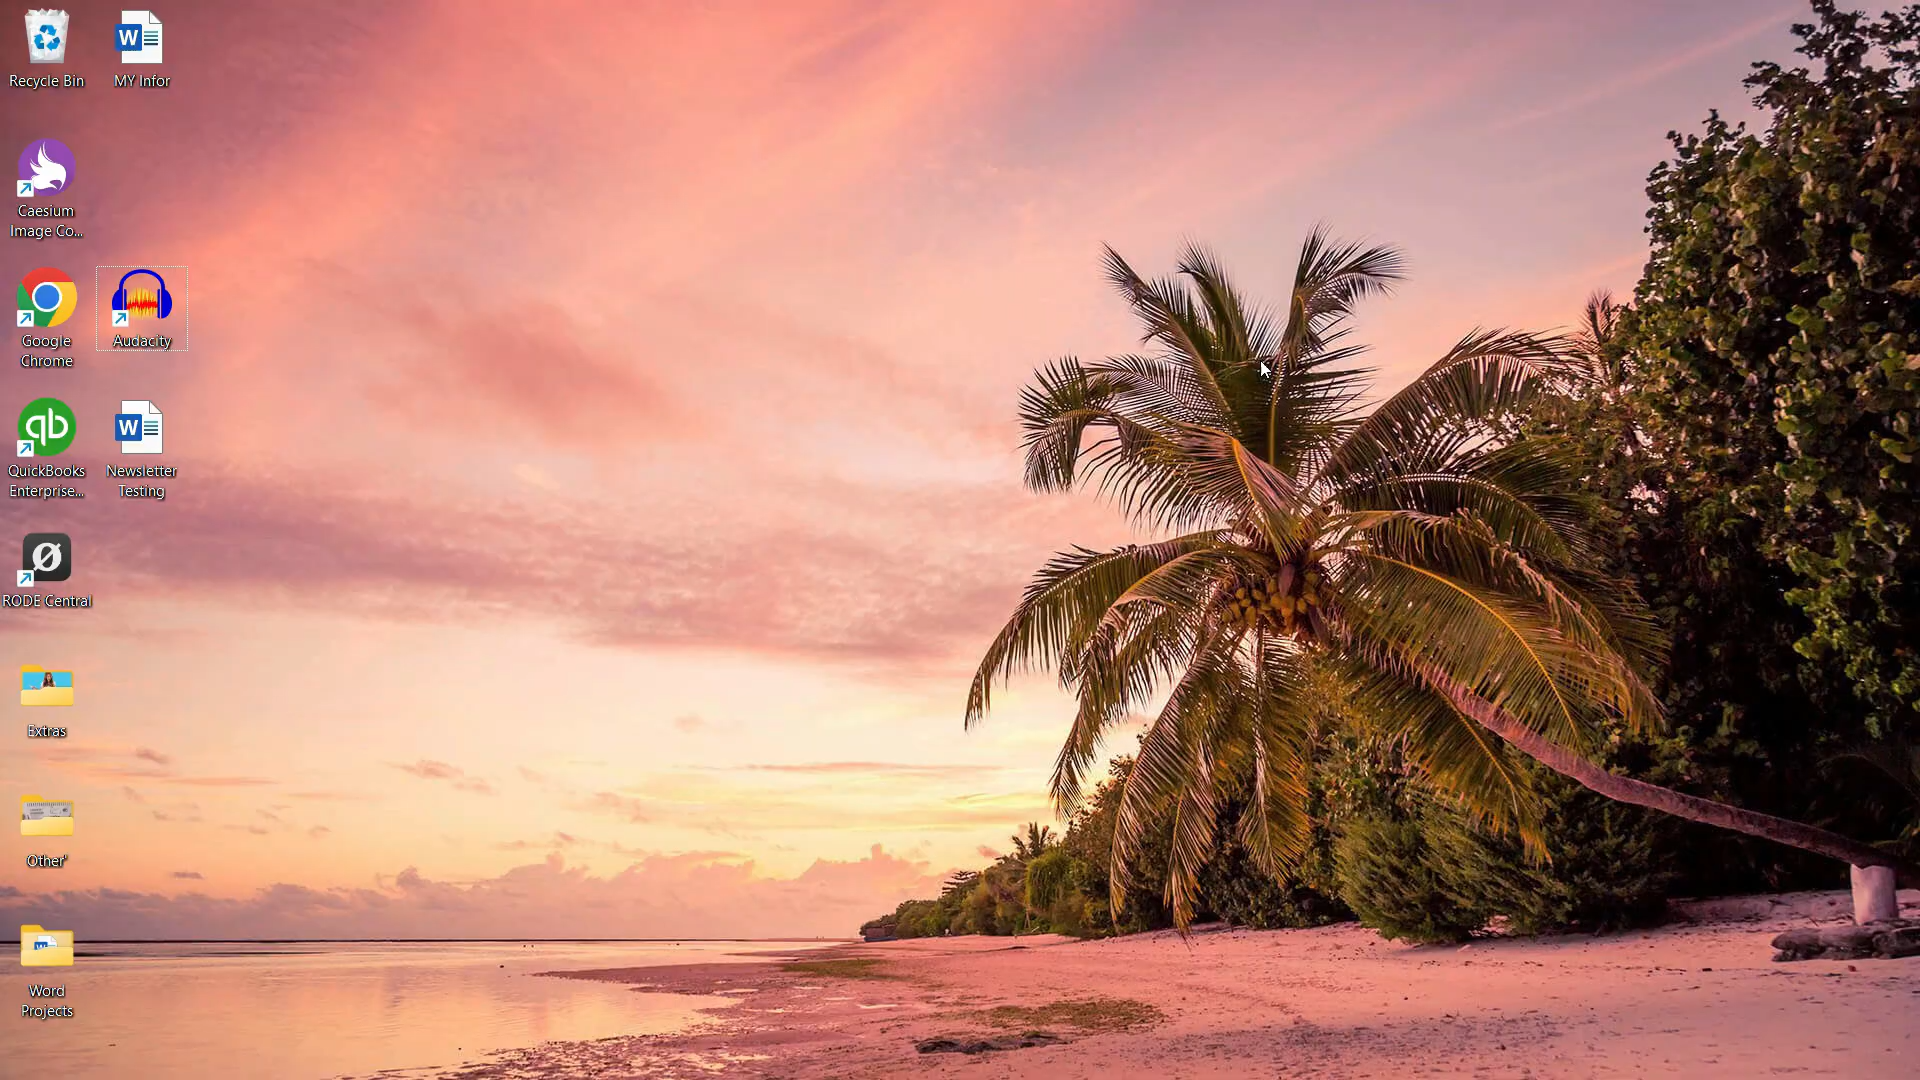 Recycle Bin
MY Infor
Caesium
Image Co...
Google
Chrome
Audacity
QuickBooks
Enterprise...
Newsletter
Testing
RODE Central
Extras
Other'
Word
Projects